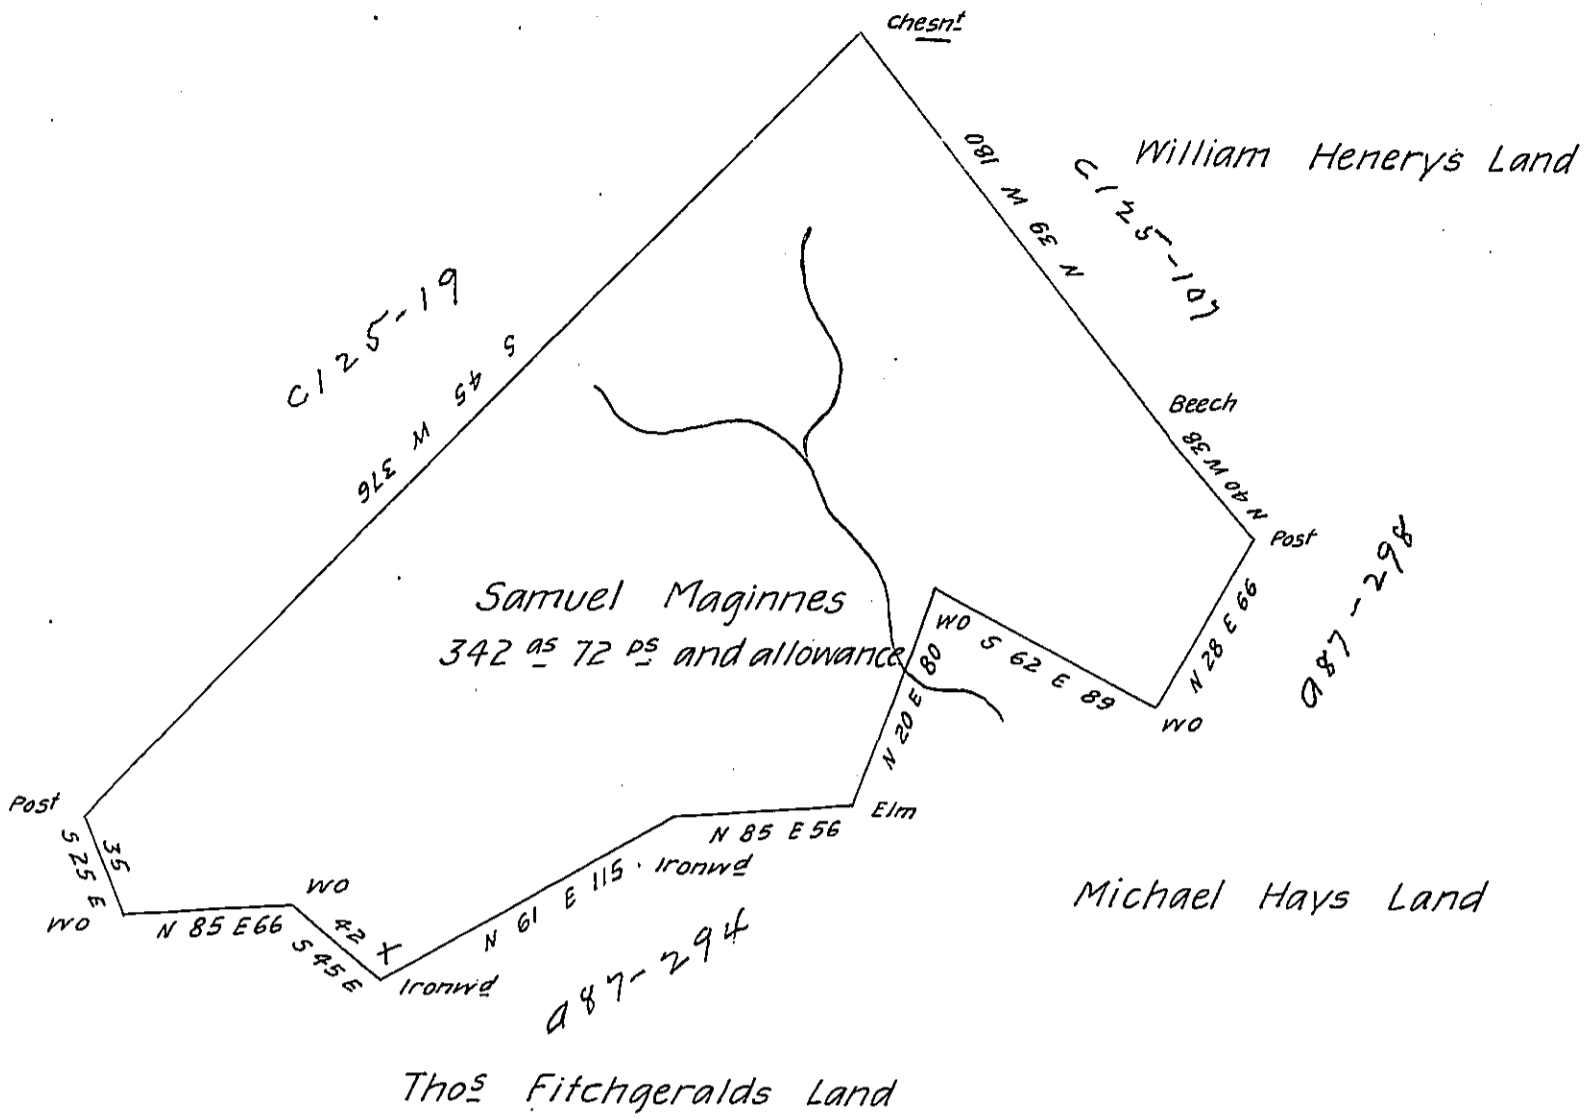 chesnt
William Henery's Land
N 39 W 180
C125-107
C125-19
S 45 W 376
Beech
N 40 W 38
Post
N 28 E 66
a87-298
Samuel Maginnes
342 as 72 ps and allowance
WO
S 62 E 89
WO
N 20 E 80
Elm
N 85 E 56
Ironwd
N 61 E 115
Post
S 25 E
35
WO
N 85 E 66
WO
42 X
S 45 E
Ironwd
a87-294
Michael Hays Land
Thos Fitchgeralds Land